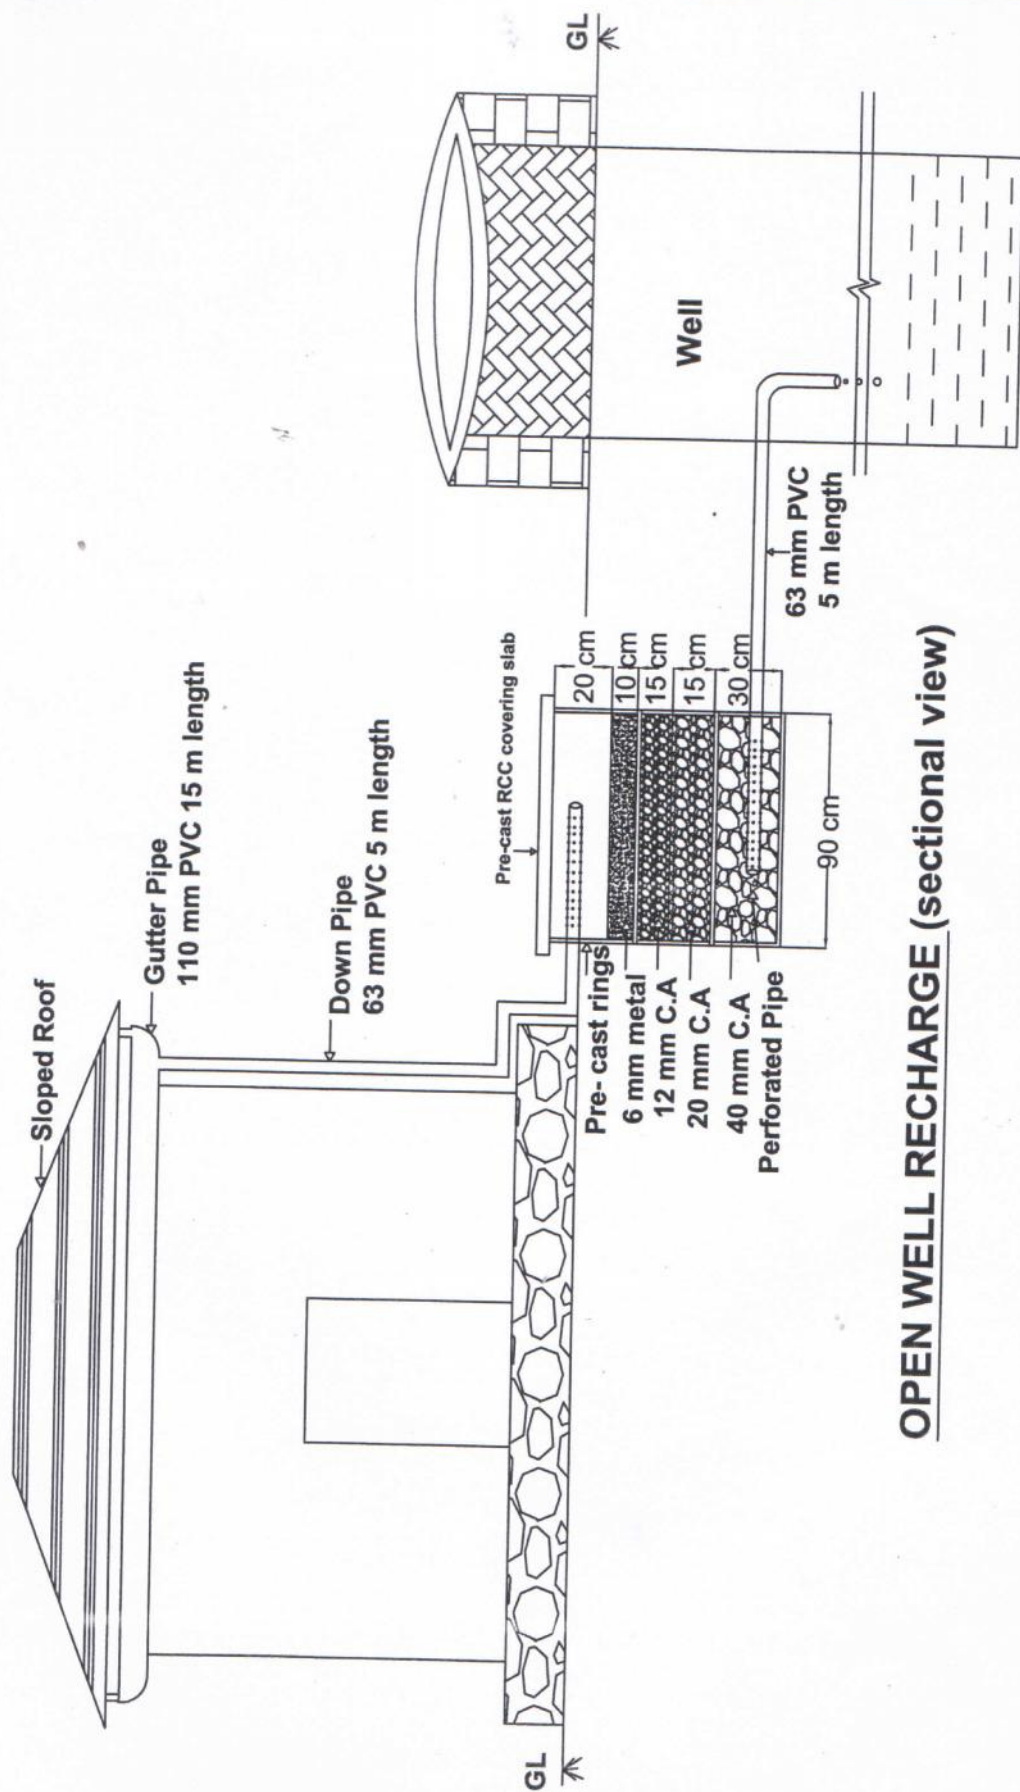 Sloped Roof
Gutter Pipe
110 mm PVC 15 m length
Down Pipe
63 mm PVC 5 m length
Pre-cast RCC covering slab
GL
GL
Pre- cast rings
6 mm metal
12 mm C.A
20 mm C.A
40 mm C.A
Perforated Pipe
20 cm
10 cm
15 cm
15 cm
30 cm
90 cm
63 mm PVC
5 m length
Well
OPEN WELL RECHARGE (sectional view)